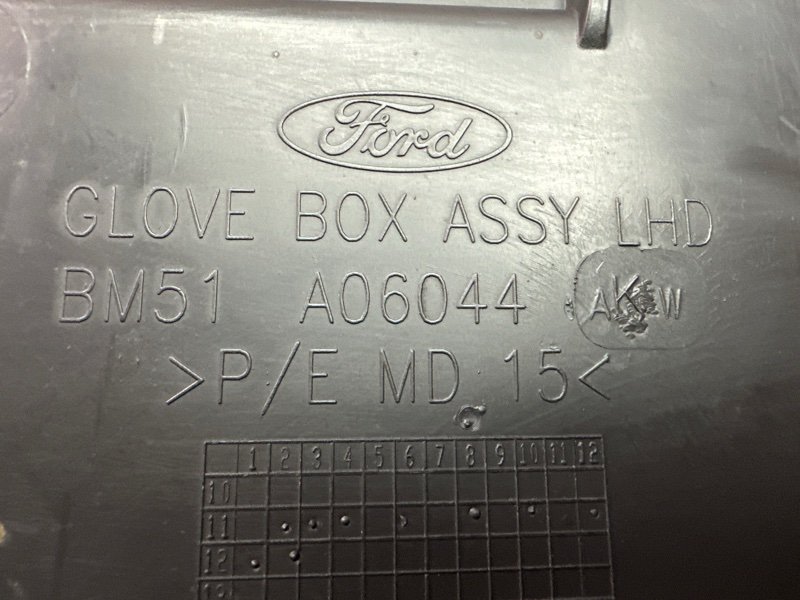 Ford
GLOVE BOX ASSY LHD
BM51 A06044 AKW
>P/E MD 15<
1 2 3 4 5 6 7 8 9 10 11 12
10
11
12